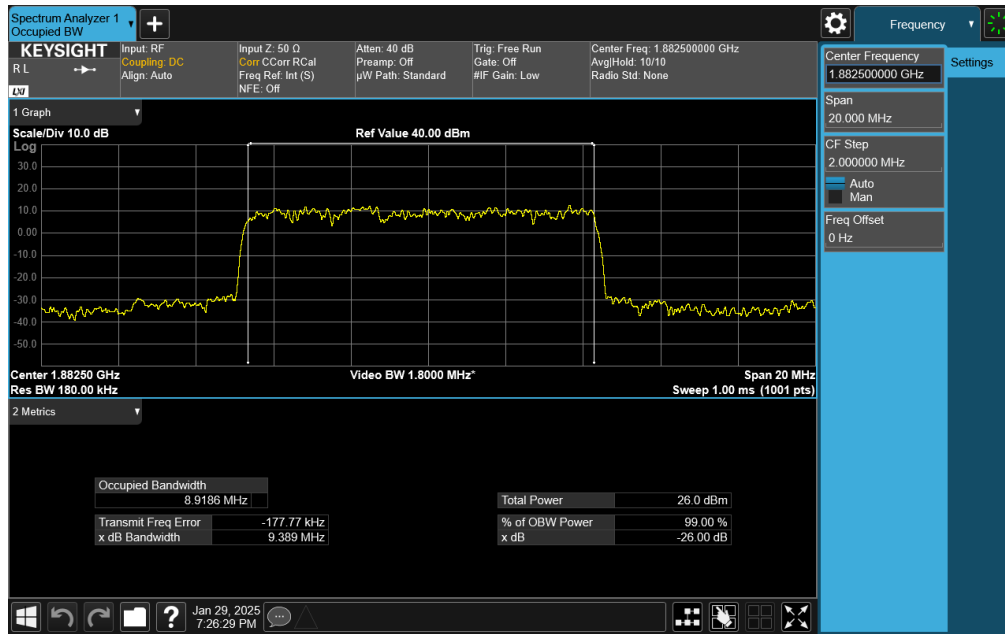 Spectrum Analyzer 1
Occupied BW
+
Frequency
KEYSIGHT
R L
LXI
Input: RF
Coupling: DC
Align: Auto
Input Z: 50 Ω
Corr CCorr RCal
Freq Ref: Int (S)
NFE: Off
Atten: 40 dB
Preamp: Off
µW Path: Standard
Trig: Free Run
Gate: Off
#IF Gain: Low
Center Freq: 1.882500000 GHz
Avg|Hold: 10/10
Radio Std: None
Center Frequency
1.882500000 GHz
Settings
Span
20.000 MHz
CF Step
2.000000 MHz
Auto
Man
Freq Offset
0 Hz
1 Graph
Scale/Div 10.0 dB
Ref Value 40.00 dBm
Log
30.0
20.0
10.0
0.00
-10.0
-20.0
-30.0
-40.0
-50.0
Center 1.88250 GHz
Video BW 1.8000 MHz*
Span 20 MHz
Res BW 180.00 kHz
Sweep 1.00 ms (1001 pts)
2 Metrics
Occupied Bandwidth
8.9186 MHz
Total Power 26.0 dBm
Transmit Freq Error -177.77 kHz
% of OBW Power 99.00 %
x dB Bandwidth 9.389 MHz
x dB -26.00 dB
?
Jan 29, 2025
7:26:29 PM